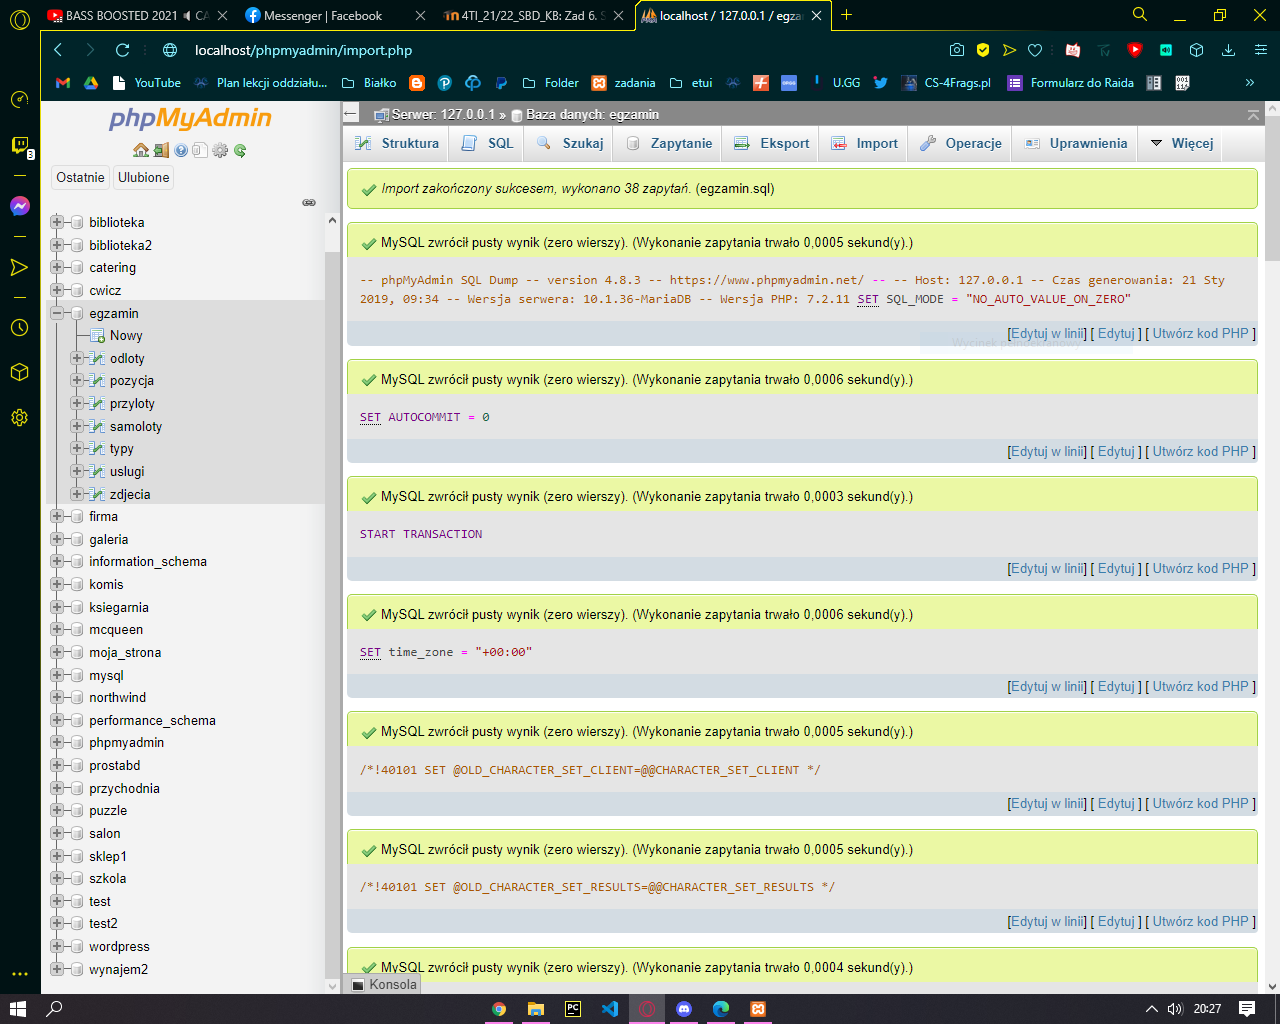 BASS BOOSTED 2021
Messenger | Facebook
4TI_21/22_SBD_KB: Zad 6. S
localhost / 127.0.0.1 / egza
localhost/phpmyadmin/import.php
YouTube
Plan lekcji oddziału...
Białko
Folder
zadania
etui
U.GG
CS-4Frags.pl
Formularz do Raida
»
3
phpMyAdmin
Ostatnie
Ulubione
biblioteka
biblioteka2
catering
cwicz
egzamin
Nowy
odloty
pozycja
przyloty
samoloty
typy
uslugi
zdjecia
firma
galeria
information_schema
komis
ksiegarnia
mcqueen
moja_strona
mysql
northwind
performance_schema
phpmyadmin
prostabd
przychodnia
puzzle
salon
sklep1
szkola
test
test2
wordpress
wynajem2
Serwer: 127.0.0.1 » Baza danych: egzamin
Struktura
SQL
Szukaj
Zapytanie
Eksport
Import
Operacje
Uprawnienia
Więcej
Import zakończony sukcesem, wykonano 38 zapytań. (egzamin.sql)
MySQL zwrócił pusty wynik (zero wierszy). (Wykonanie zapytania trwało 0,0005 sekund(y).)
-- phpMyAdmin SQL Dump -- version 4.8.3 -- https://www.phpmyadmin.net/ -- -- Host: 127.0.0.1 -- Czas generowania: 21 Sty
2019, 09:34 -- Wersja serwera: 10.1.36-MariaDB -- Wersja PHP: 7.2.11 SET SQL_MODE = "NO_AUTO_VALUE_ON_ZERO"
[Edytuj w linii] [ Edytuj ] [ Utwórz kod PHP ]
MySQL zwrócił pusty wynik (zero wierszy). (Wykonanie zapytania trwało 0,0006 sekund(y).)
SET AUTOCOMMIT = 0
[Edytuj w linii] [ Edytuj ] [ Utwórz kod PHP ]
MySQL zwrócił pusty wynik (zero wierszy). (Wykonanie zapytania trwało 0,0003 sekund(y).)
START TRANSACTION
[Edytuj w linii] [ Edytuj ] [ Utwórz kod PHP ]
MySQL zwrócił pusty wynik (zero wierszy). (Wykonanie zapytania trwało 0,0006 sekund(y).)
SET time_zone = "+00:00"
[Edytuj w linii] [ Edytuj ] [ Utwórz kod PHP ]
MySQL zwrócił pusty wynik (zero wierszy). (Wykonanie zapytania trwało 0,0005 sekund(y).)
/*!40101 SET @OLD_CHARACTER_SET_CLIENT=@@CHARACTER_SET_CLIENT */
[Edytuj w linii] [ Edytuj ] [ Utwórz kod PHP ]
MySQL zwrócił pusty wynik (zero wierszy). (Wykonanie zapytania trwało 0,0005 sekund(y).)
/*!40101 SET @OLD_CHARACTER_SET_RESULTS=@@CHARACTER_SET_RESULTS */
[Edytuj w linii] [ Edytuj ] [ Utwórz kod PHP ]
MySQL zwrócił pusty wynik (zero wierszy). (Wykonanie zapytania trwało 0,0004 sekund(y).)
Konsola
PC
20:27